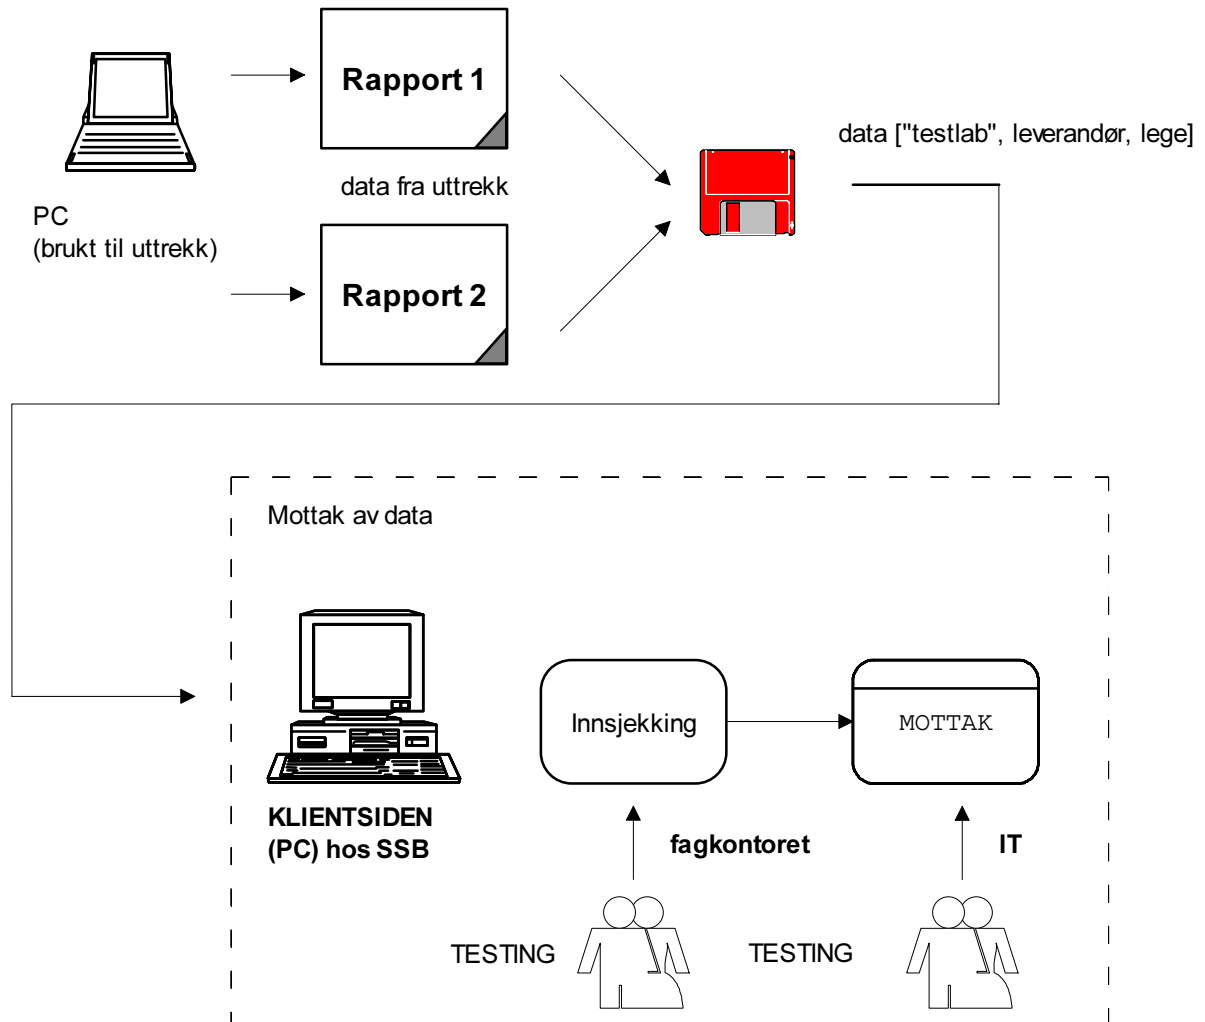 Rapport 1
data ["testlab", leverandør, lege]
data fra uttrekk
PC
(brukt til uttrekk)
Rapport 2
Mottak av data
Innsjekking
MOTTAK
KLIENTSIDEN
(PC) hos SSB
fagkontoret
IT
TESTING
TESTING